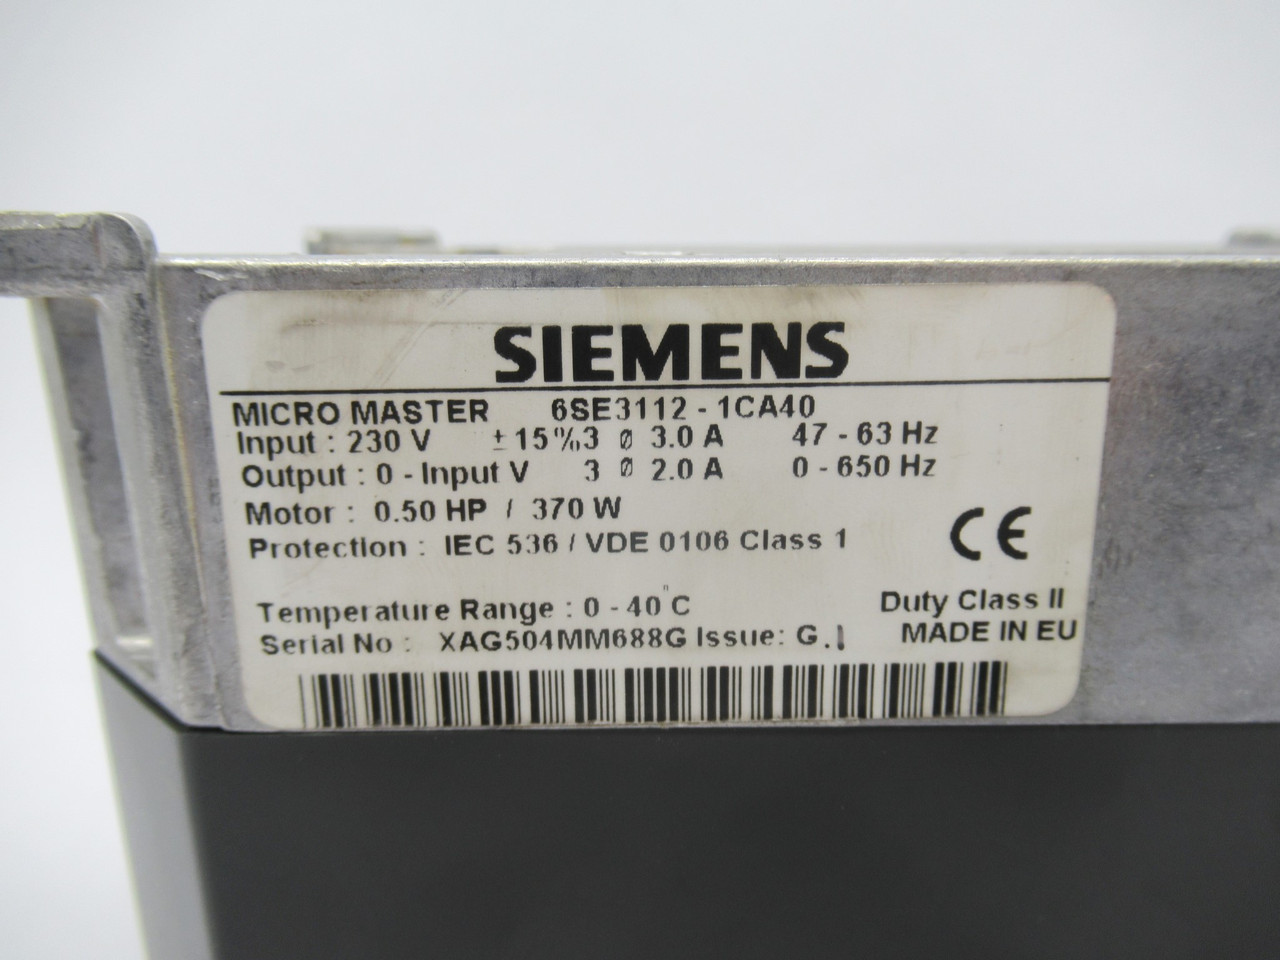 SIEMENS
MICRO MASTER 6SE3112 - 1CA40
Input : 230 V ± 15% 3 ø 3.0 A 47 - 63 Hz
Output : 0 - Input V 3 ø 2.0 A 0 - 650 Hz
Motor : 0.50 HP / 370 W
Protection : IEC 536 / VDE 0106 Class 1
CE
Temperature Range : 0 - 40°C Duty Class II
Serial No : XAG504MM688G Issue: G.1 MADE IN EU